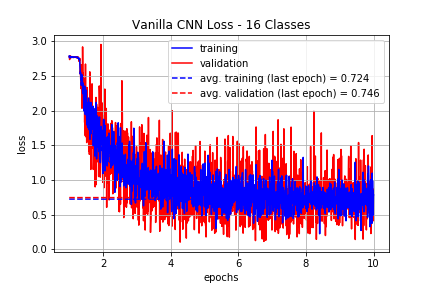 Vanilla CNN Loss - 16 Classes
training
validation
avg. training (last epoch) = 0.724
avg. validation (last epoch) = 0.746
loss
3.0
2.5
2.0
1.5
1.0
0.5
0.0
2
4
6
8
10
epochs